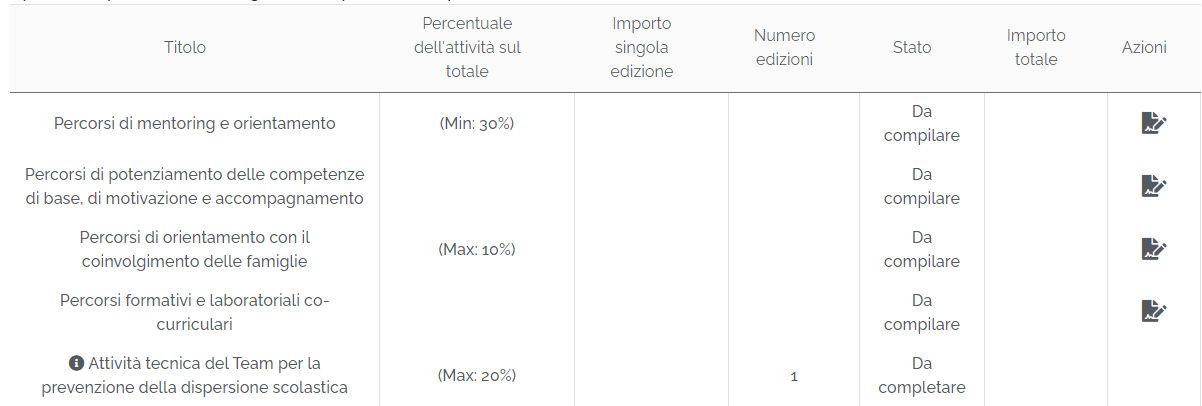 Titolo
Percentuale
dell'attività sul
totale
Importo
singola
edizione
Numero
edizioni
Stato
Importo
totale
Azioni
Percorsi di mentoring e orientamento
(Min: 30%)
Da
compilare
Percorsi di potenziamento delle competenze
di base, di motivazione e accompagnamento
Da
compilare
Percorsi di orientamento con il
coinvolgimento delle famiglie
(Max: 10%)
Da
compilare
Percorsi formativi e laboratoriali co-
curriculari
Da
compilare
Attività tecnica del Team per la
prevenzione della dispersione scolastica
(Max: 20%)
1
Da
completare